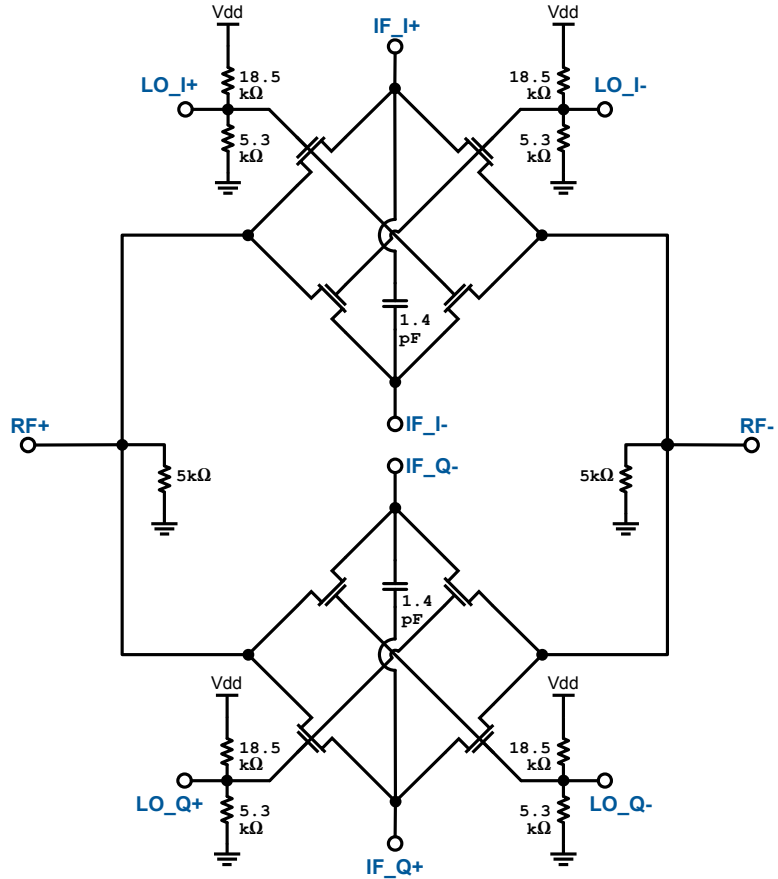 Vdd
IF_I+
Vdd
LO_I+
18.5
kΩ
18.5
kΩ
LO_I-
5.3
kΩ
5.3
kΩ
1.4
pF
RF+
IF_I-
RF-
5kΩ
IF_Q-
5kΩ
1.4
pF
Vdd
Vdd
18.5
kΩ
18.5
kΩ
LO_Q+
5.3
kΩ
5.3
kΩ
LO_Q-
IF_Q+